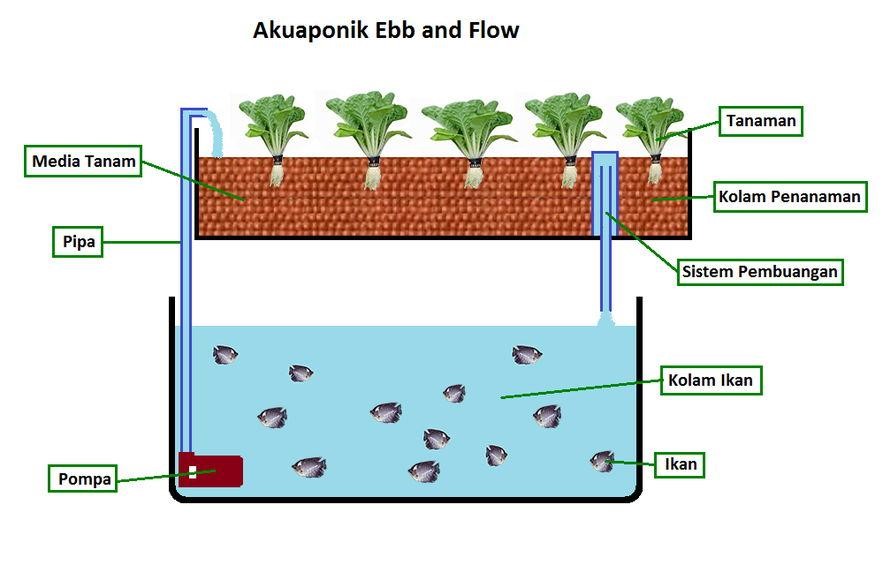 Akuaponik Ebb and Flow
Tanaman
Media Tanam
Kolam Penanaman
Pipa
Sistem Pembuangan
Kolam Ikan
Ikan
Pompa